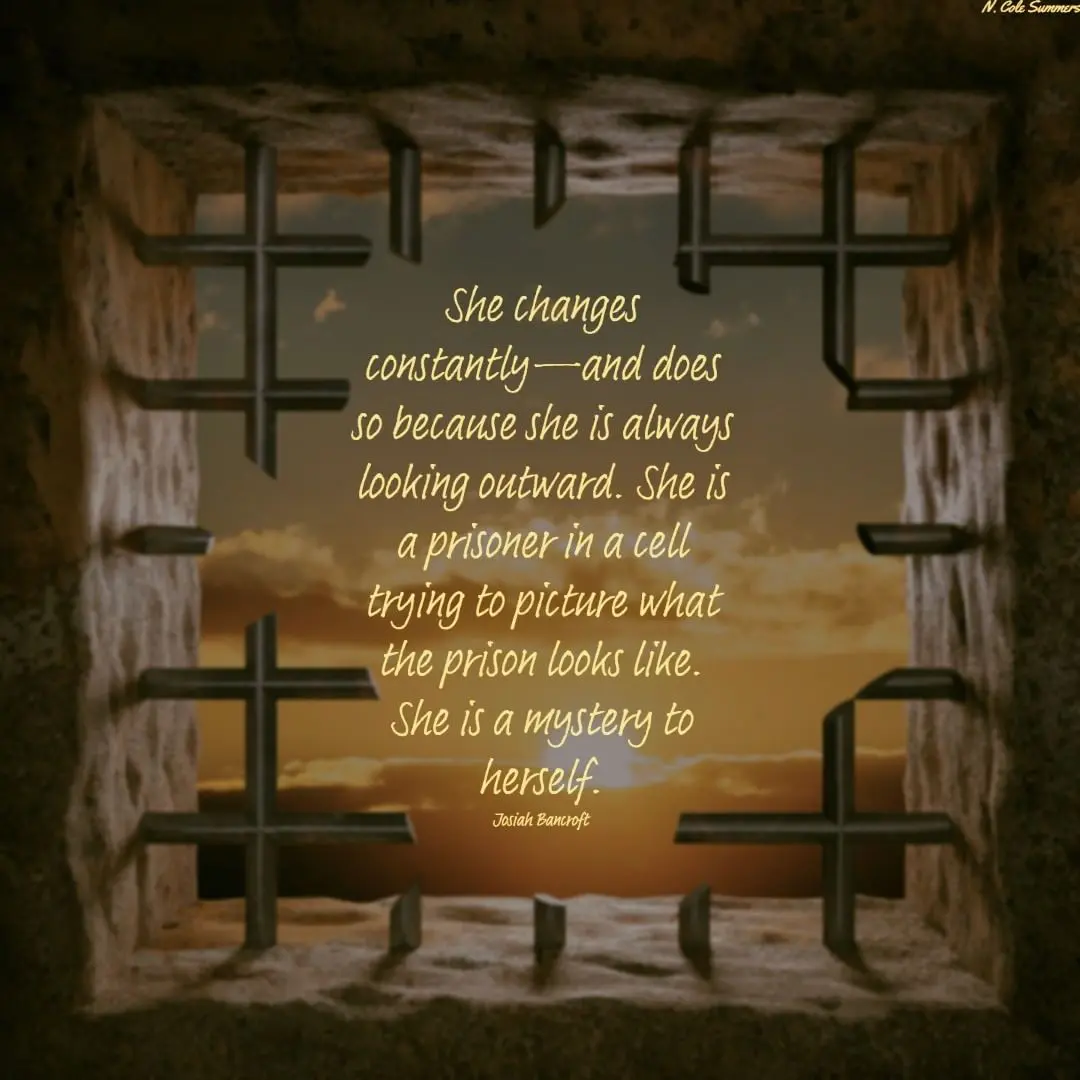 N. Cole Summers
She changes
constantly—and does
so because she is always
looking outward. She is
a prisoner in a cell
trying to picture what
the prison looks like.
She is a mystery to
herself.
Josiah Bancroft